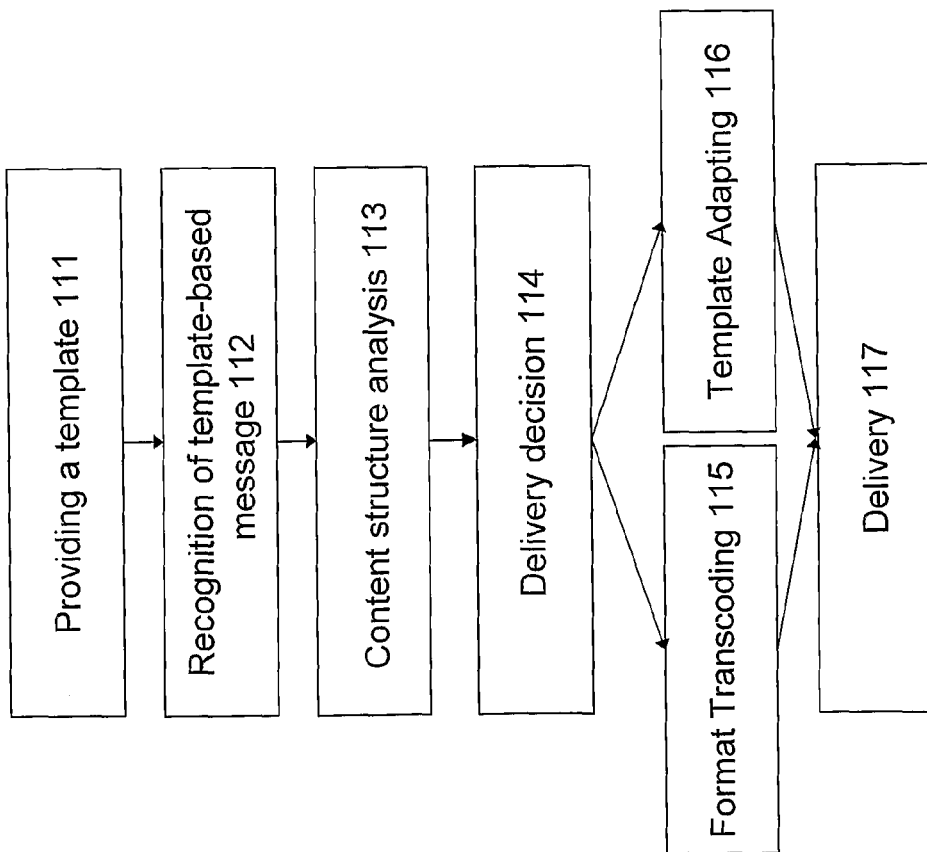 Providing a template 111
Recognition of template-based
message 112
Content structure analysis 113
Delivery decision 114
Format Transcoding 115
Template Adapting 116
Delivery 117